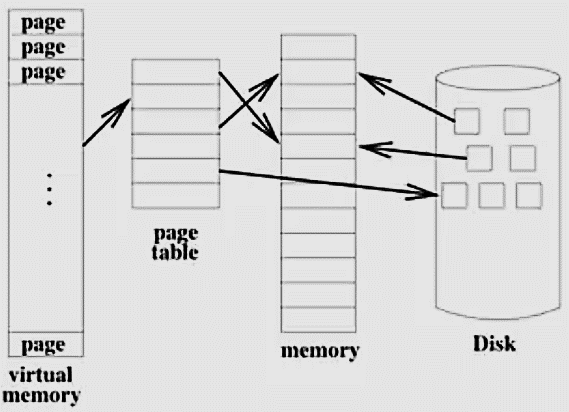 page
page
page
page
virtual
memory
page
table
memory
Disk